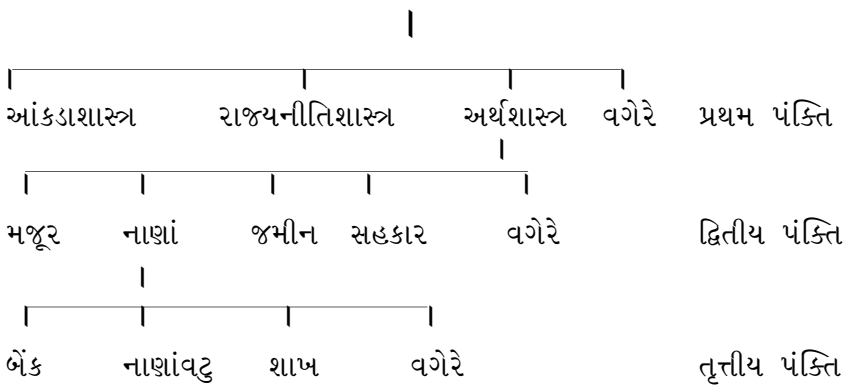 આંકડાશાસ્ત્ર રાજ્યનીતિશાસ્ત્ર અર્થશાસ્ત્ર વગેરે પ્રથમ પંક્તિ
મજૂર નાણાં જમીન સહકાર વગેરે દ્વિતીય પંક્તિ
બેંક નાણાંવટુ શાખ વગેરે તૃત્તીય પંક્તિ